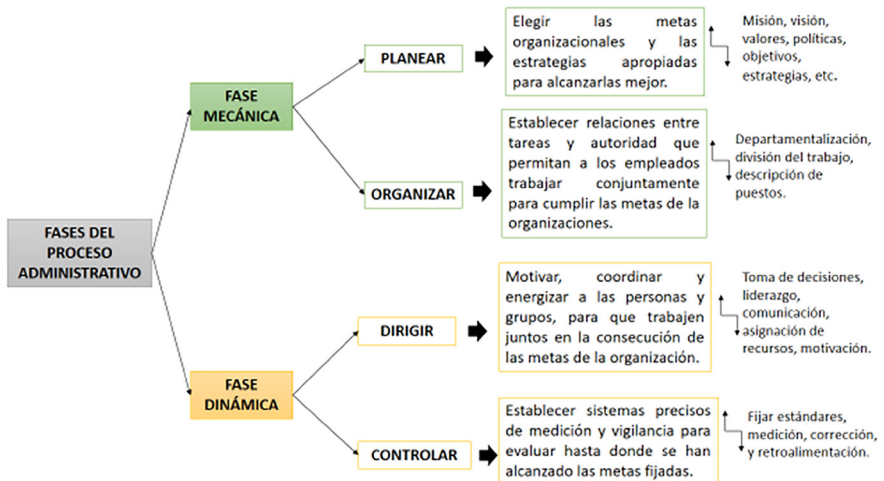 FASES DEL
PROCESO
ADMINISTRATIVO
FASE
MECÁNICA
PLANEAR
Elegir las metas
organizacionales y las
estrategias apropiadas
para alcanzarlas mejor.
Misión, visión,
valores, políticas,
objetivos,
estrategias, etc.
ORGANIZAR
Establecer relaciones entre
tareas y autoridad que
permitan a los empleados
trabajar conjuntamente
para cumplir las metas de la
organizaciones.
Departamentalización,
división del trabajo,
descripción de
puestos.
FASE
DINÁMICA
DIRIGIR
Motivar, coordinar y
energizar a las personas y
grupos, para que trabajen
juntos en la consecución de
las metas de la organización.
Toma de decisiones,
liderazgo,
comunicación,
asignación de
recursos, motivación.
CONTROLAR
Establecer sistemas precisos
de medición y vigilancia para
evaluar hasta donde se han
alcanzado las metas fijadas.
Fijar estándares,
medición, corrección,
y retroalimentación.